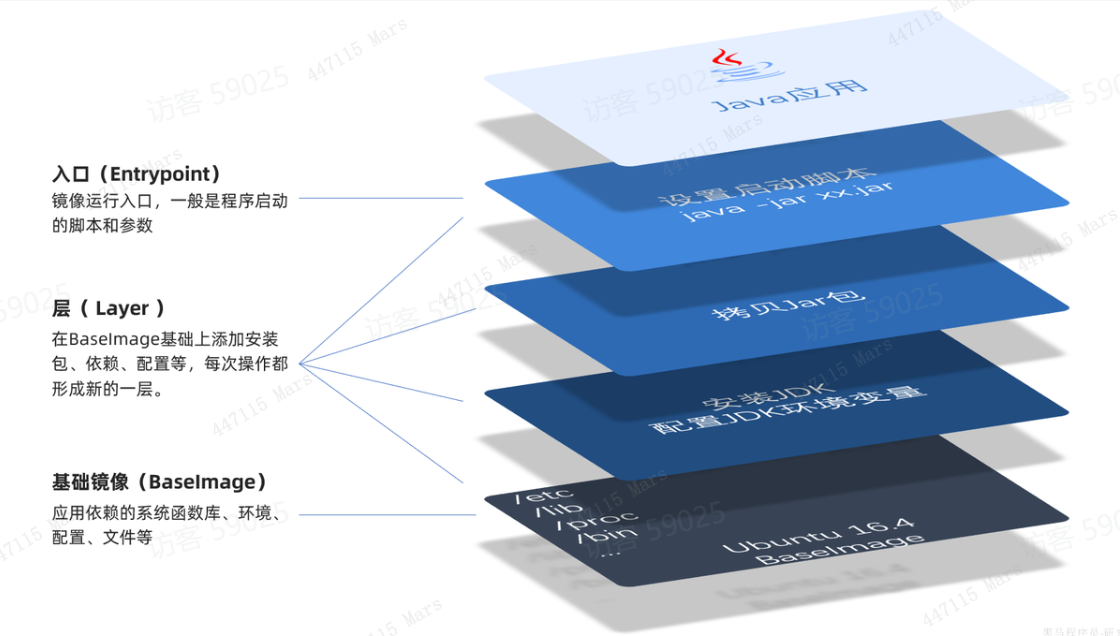 Java应用
入口（Entrypoint）
镜像运行入口，一般是程序启动
的脚本和参数
设置启动脚本
java -jar xx.jar
层（ Layer ）
在BaseImage基础上添加安装
包、依赖、配置等，每次操作都
形成新的一层。
拷贝Jar包
安装JDK
配置JDK环境变量
基础镜像（BaseImage）
应用依赖的系统函数库、环境、
配置、文件等
/etc
/lib
/proc
/bin
...
Ubuntu 16.4
BaseImage
访客 59025
447115 Mars